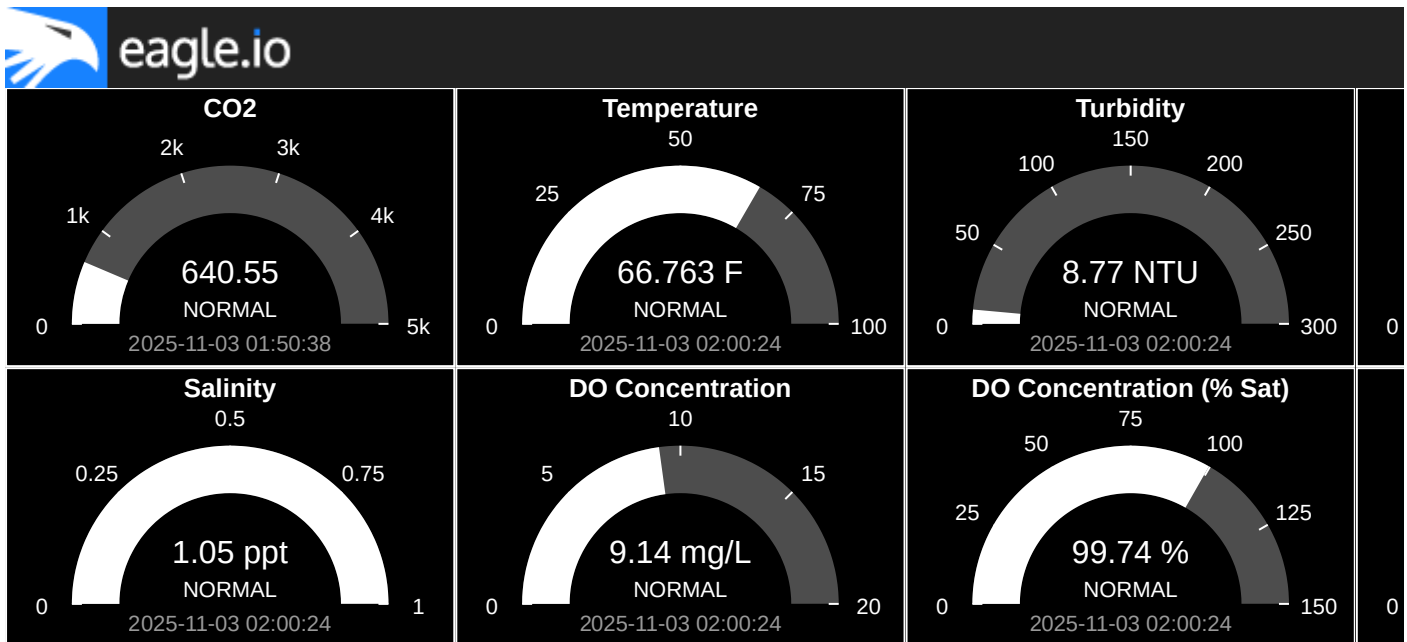 eagle.io
CO2
0
1k
2k
3k
4k
5k
640.55
NORMAL
2025-11-03 01:50:38
Temperature
0
25
50
75
100
66.763 F
NORMAL
2025-11-03 02:00:24
Turbidity
0
50
100
150
200
250
300
8.77 NTU
NORMAL
2025-11-03 02:00:24
0
Salinity
0
0.25
0.5
0.75
1
1.05 ppt
NORMAL
2025-11-03 02:00:24
DO Concentration
0
5
10
15
20
9.14 mg/L
NORMAL
2025-11-03 02:00:24
DO Concentration (% Sat)
0
25
50
75
100
125
150
99.74 %
NORMAL
2025-11-03 02:00:24
0